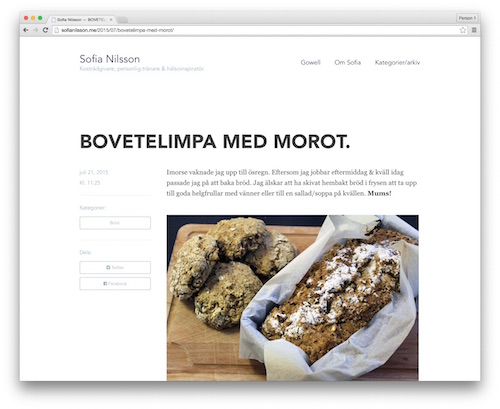 Sofia Nilsson — BOVETELI
Person 1
sofianilsson.me/2015/07/bovetelimpa-med-morot/
Sofia Nilsson
Kostrådgivare, personlig tränare & hälsoinspiratör
Gowell
Om Sofia
Kategorier/arkiv
BOVETELIMPA MED MOROT.
juli 21, 2015
Kl. 11:25
Kategorier:
Bröd
Dela:
Twitter
Facebook
Imorse vaknade jag upp till ösregn. Eftersom jag jobbar eftermiddag & kväll idag
passade jag på att baka bröd. Jag älskar att ha skivat hembakt bröd i frysen att ta upp
till goda helgfrullar med vänner eller till en sallad/soppa på kvällen. Mums!